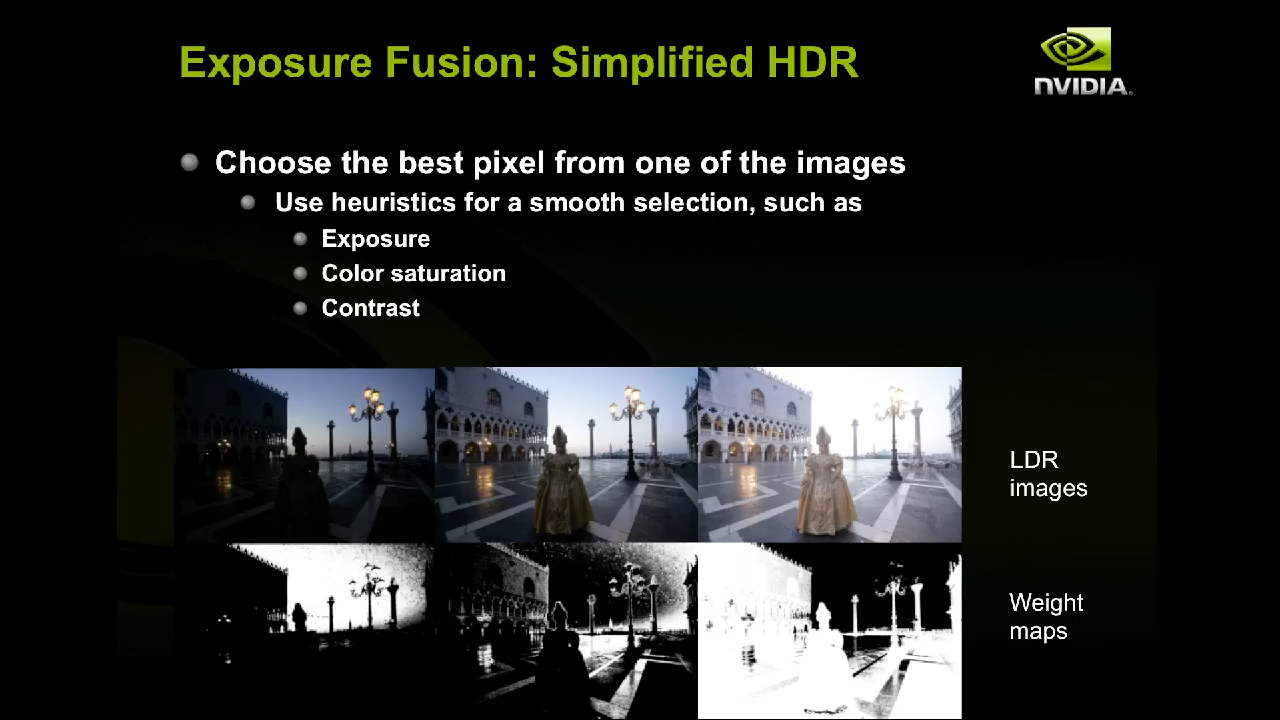 Exposure Fusion: Simplified HDR
NVIDIA
Choose the best pixel from one of the images
Use heuristics for a smooth selection, such as
Exposure
Color saturation
Contrast
LDR
images
Weight
maps